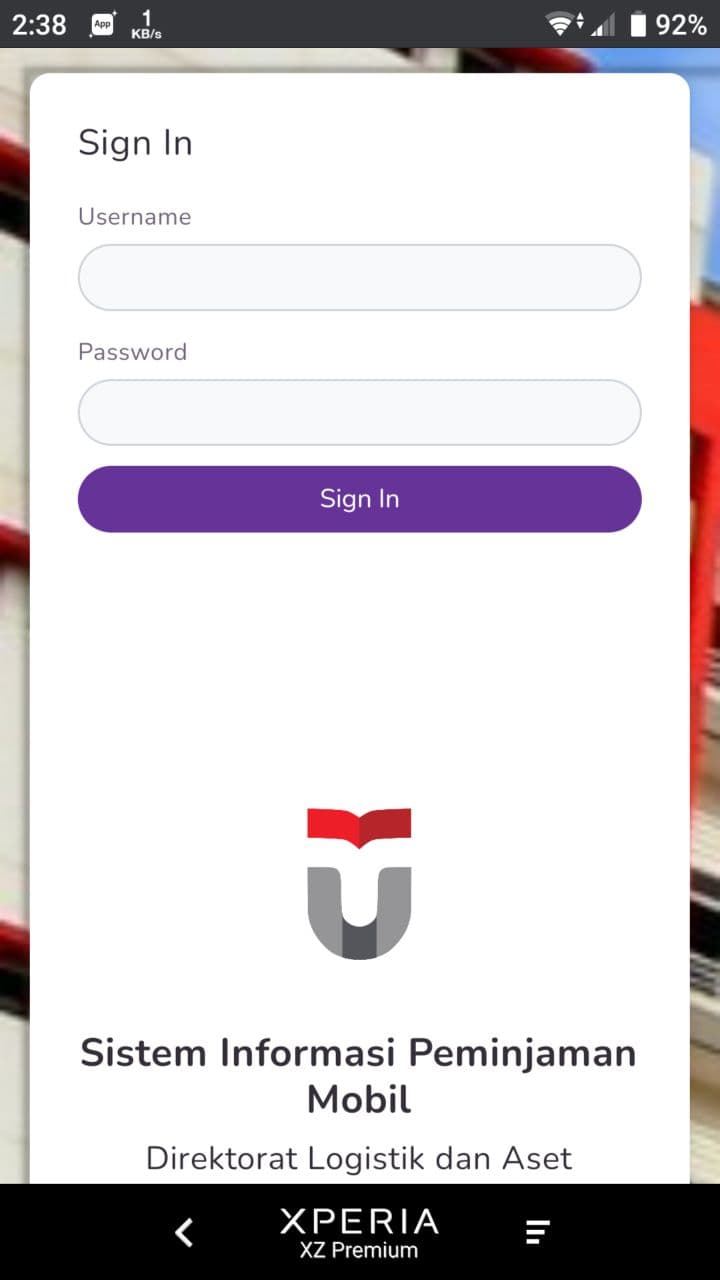 2:38 App 1 KB/s 92%
Sign In
Username
Password
Sign In
Sistem Informasi Peminjaman
Mobil
Direktorat Logistik dan Aset
XPERIA
XZ Premium